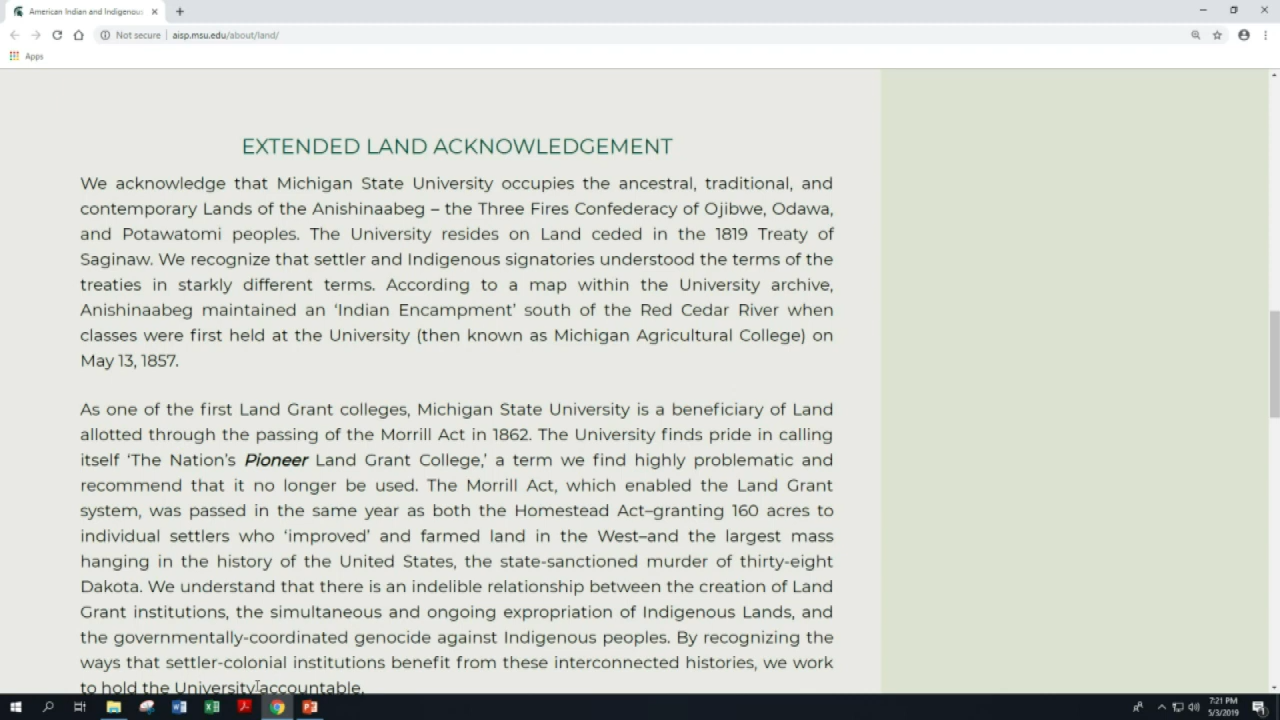 American Indian and Indigenous
Not secure | aisp.msu.edu/about/land/
Apps
EXTENDED LAND ACKNOWLEDGEMENT
We acknowledge that Michigan State University occupies the ancestral, traditional, and
contemporary Lands of the Anishinaabeg – the Three Fires Confederacy of Ojibwe, Odawa,
and Potawatomi peoples. The University resides on Land ceded in the 1819 Treaty of
Saginaw. We recognize that settler and Indigenous signatories understood the terms of the
treaties in starkly different terms. According to a map within the University archive,
Anishinaabeg maintained an ‘Indian Encampment’ south of the Red Cedar River when
classes were first held at the University (then known as Michigan Agricultural College) on
May 13, 1857.
As one of the first Land Grant colleges, Michigan State University is a beneficiary of Land
allotted through the passing of the Morrill Act in 1862. The University finds pride in calling
itself ‘The Nation’s Pioneer Land Grant College,’ a term we find highly problematic and
recommend that it no longer be used. The Morrill Act, which enabled the Land Grant
system, was passed in the same year as both the Homestead Act–granting 160 acres to
individual settlers who ‘improved’ and farmed land in the West–and the largest mass
hanging in the history of the United States, the state-sanctioned murder of thirty-eight
Dakota. We understand that there is an indelible relationship between the creation of Land
Grant institutions, the simultaneous and ongoing expropriation of Indigenous Lands, and
the governmentally-coordinated genocide against Indigenous peoples. By recognizing the
ways that settler-colonial institutions benefit from these interconnected histories, we work
to hold the University accountable.
7:21 PM
5/3/2019